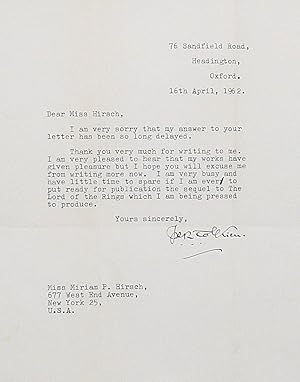 76 Sandfield Road,
Headington,
Oxford.
16th April, 1962.
Dear Miss Hirsch,
I am very sorry that my answer to your
letter has been so long delayed.
Thank you very much for writing to me.
I am very pleased to hear that my works have
given pleasure but I hope you will excuse me
from writing more now. I am very busy and
have little time to spare if I am ever to
put ready for publication the sequel to The
Lord of the Rings which I am being pressed
to produce.
Yours sincerely,
JRRTolkien.
Miss Miriam P. Hirsch,
677 West End Avenue,
New York 25,
U.S.A.